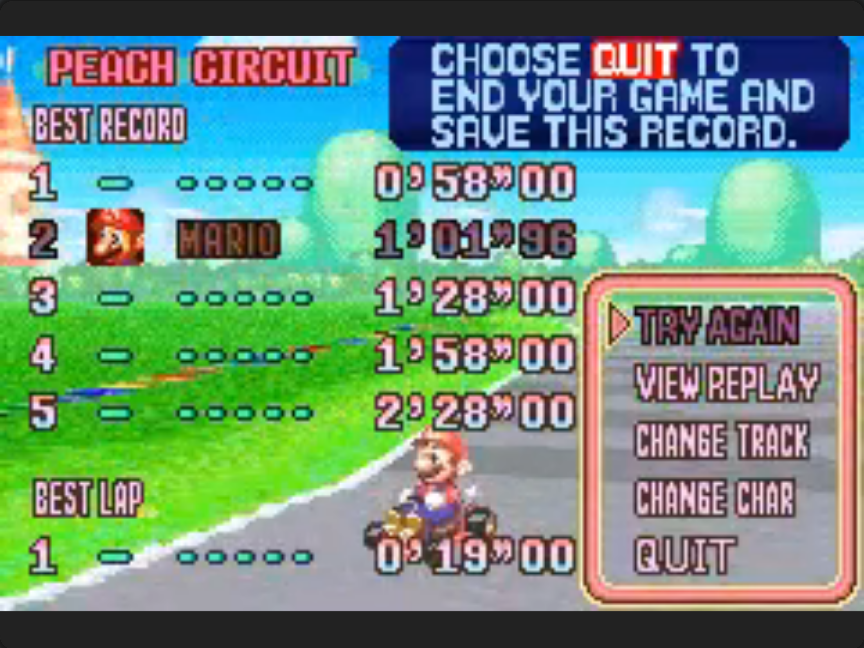 PEACH CIRCUIT
CHOOSE QUIT TO
END YOUR GAME AND
SAVE THIS RECORD.
BEST RECORD
1 - ----- 0'58"00
2 MARIO 1'01"96
3 - ----- 1'28"00
4 - ----- 1'58"00
5 - ----- 2'28"00
BEST LAP
1 - ----- 0'19"00
TRY AGAIN
VIEW REPLAY
CHANGE TRACK
CHANGE CHAR
QUIT